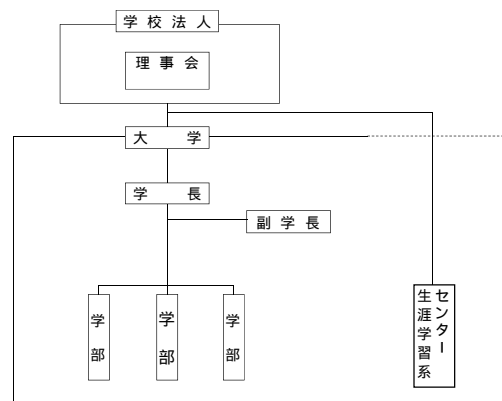 学校法人
理事会
大学
学長
副学長
学部
学部
学部
センター
生涯学習系